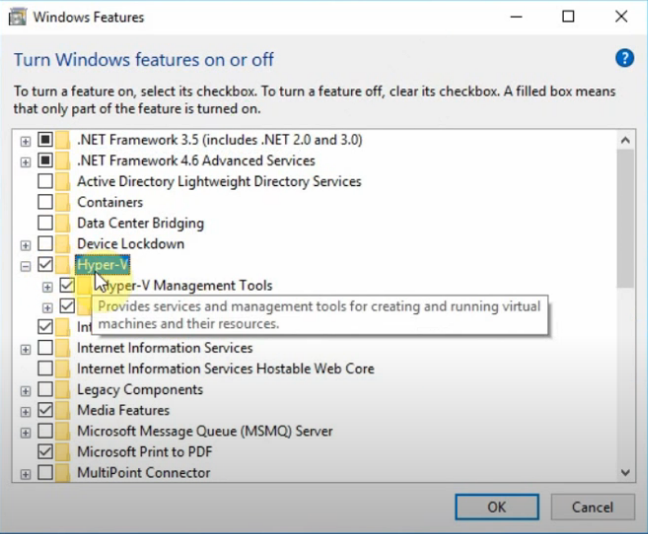 Windows Features
Turn Windows features on or off
To turn a feature on, select its checkbox. To turn a feature off, clear its checkbox. A filled box means
that only part of the feature is turned on.
.NET Framework 3.5 (includes .NET 2.0 and 3.0)
.NET Framework 4.6 Advanced Services
Active Directory Lightweight Directory Services
Containers
Data Center Bridging
Device Lockdown
Hyper-V
Hyper-V Management Tools
Provides services and management tools for creating and running virtual
machines and their resources.
Internet Information Services
Internet Information Services Hostable Web Core
Legacy Components
Media Features
Microsoft Message Queue (MSMQ) Server
Microsoft Print to PDF
MultiPoint Connector
OK
Cancel